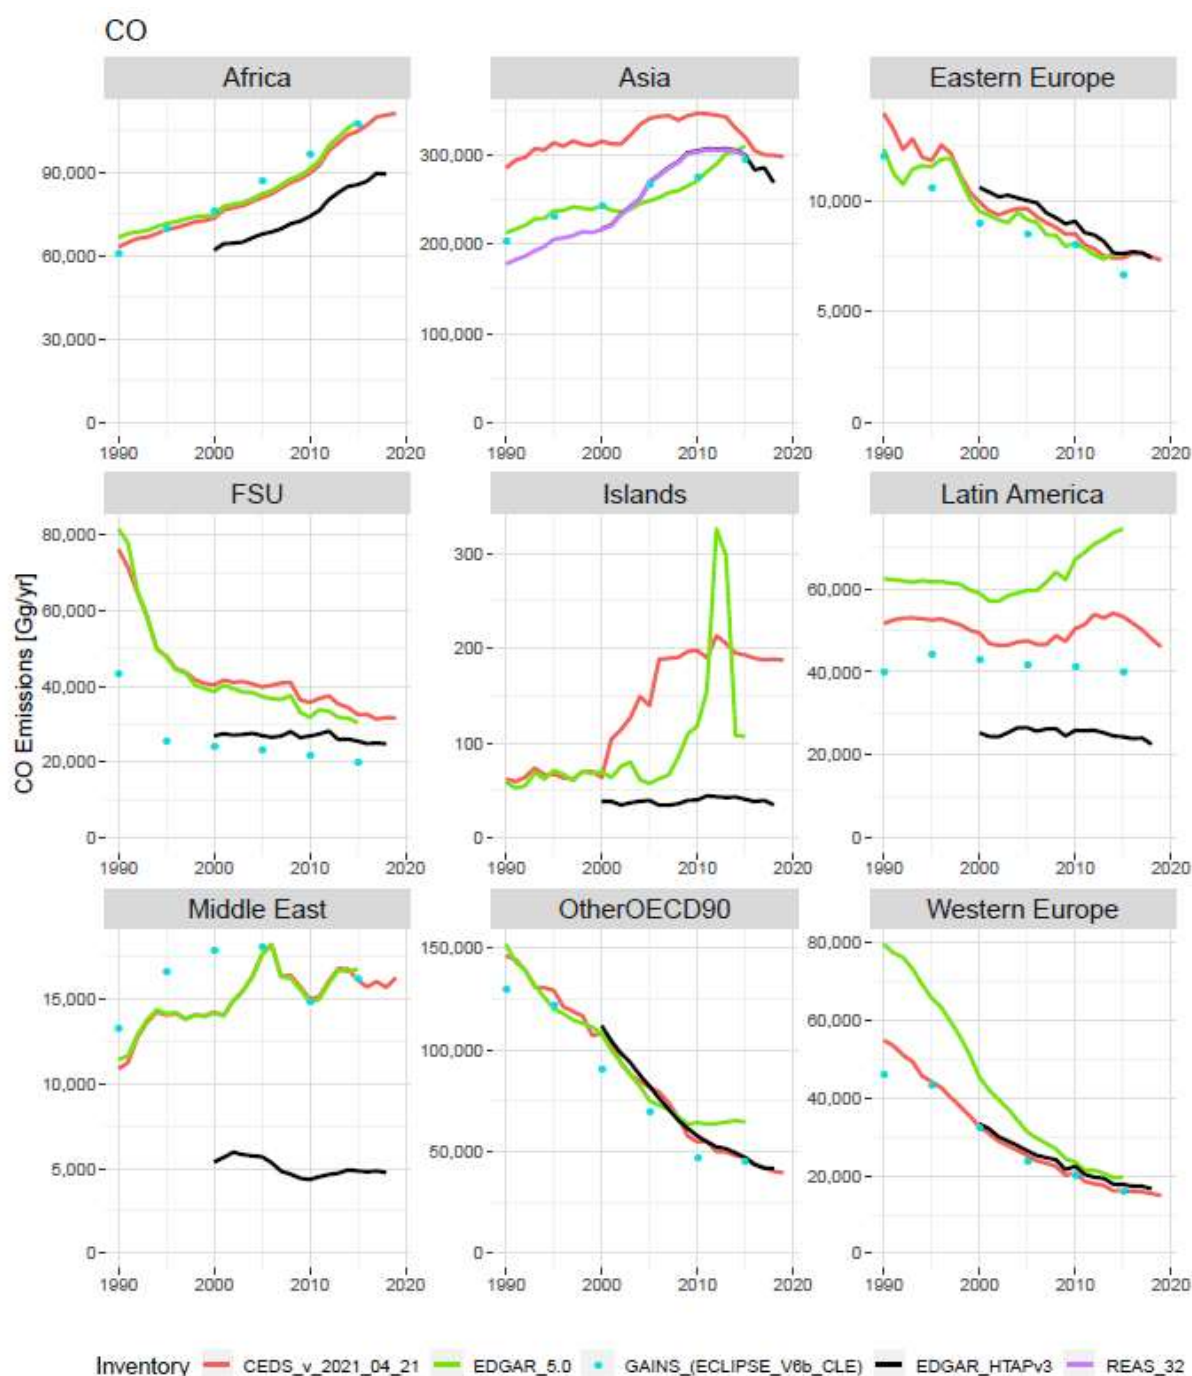 CO
Africa
Asia
Eastern Europe
90,000
60,000
30,000
0
300,000
200,000
100,000
0
10,000
5,000
0
1990 2000 2010 2020
1990 2000 2010 2020
1990 2000 2010 2020
FSU
Islands
Latin America
CO Emissions [Gg/yr]
80,000
60,000
40,000
20,000
0
300
200
100
0
60,000
40,000
20,000
0
1990 2000 2010 2020
1990 2000 2010 2020
1990 2000 2010 2020
Middle East
OtherOECD90
Western Europe
15,000
10,000
5,000
0
150,000
100,000
50,000
0
80,000
60,000
40,000
20,000
0
1990 2000 2010 2020
1990 2000 2010 2020
1990 2000 2010 2020
Inventory CEDS_v_2021_04_21 EDGAR_5.0 GAINS_(ECLIPSE_V6b_CLE) EDGAR_HTAPv3 REAS_32